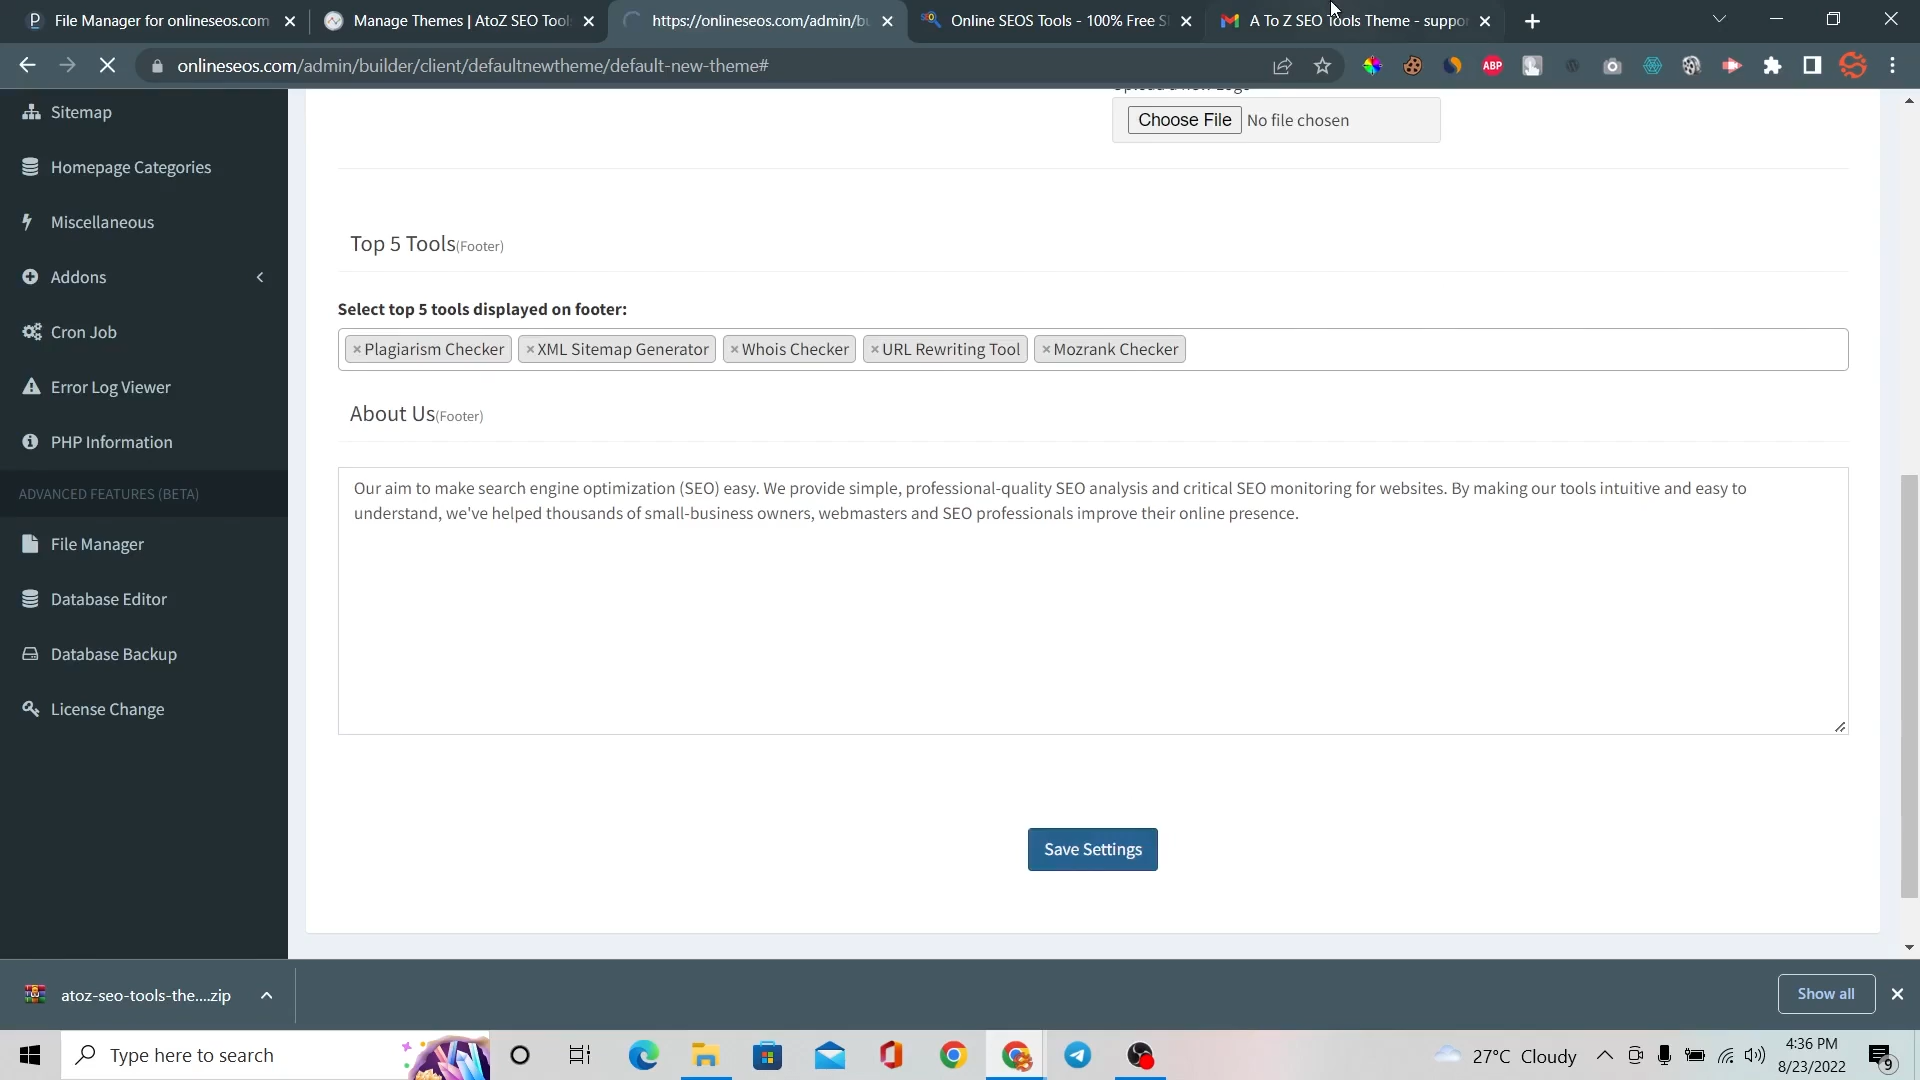 File Manager for onlineseos.com
Manage Themes | AtoZ SEO Tool
https://onlineseos.com/admin/bu
Online SEOS Tools - 100% Free S
A To Z SEO Tools Theme - suppo
onlineseos.com/admin/builder/client/defaultnewtheme/default-new-theme#
ABP
Sitemap
Homepage Categories
Miscellaneous
Addons
Cron Job
Error Log Viewer
PHP Information
ADVANCED FEATURES (BETA)
File Manager
Database Editor
Database Backup
License Change
Choose File No file chosen
Top 5 Tools(Footer)
Select top 5 tools displayed on footer:
×Plagiarism Checker ×XML Sitemap Generator ×Whois Checker ×URL Rewriting Tool ×Mozrank Checker
About Us(Footer)
Our aim to make search engine optimization (SEO) easy. We provide simple, professional-quality SEO analysis and critical SEO monitoring for websites. By making our tools intuitive and easy to
understand, we've helped thousands of small-business owners, webmasters and SEO professionals improve their online presence.
Save Settings
atoz-seo-tools-the....zip
Show all
Type here to search
27°C Cloudy
4:36 PM
8/23/2022
9